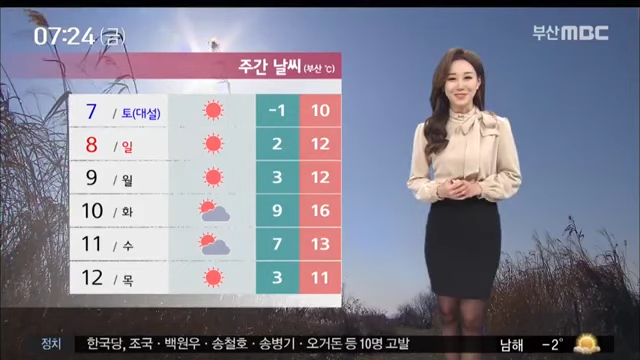 07:24 (금)
부산MBC
주간 날씨 (부산 ℃)
7 / 토(대설) -1 10
8 / 일 2 12
9 / 월 3 12
10 / 화 9 16
11 / 수 7 13
12 / 목 3 11
정치 한국당, 조국·백원우·송철호·송병기·오거돈 등 10명 고발 남해 -2°